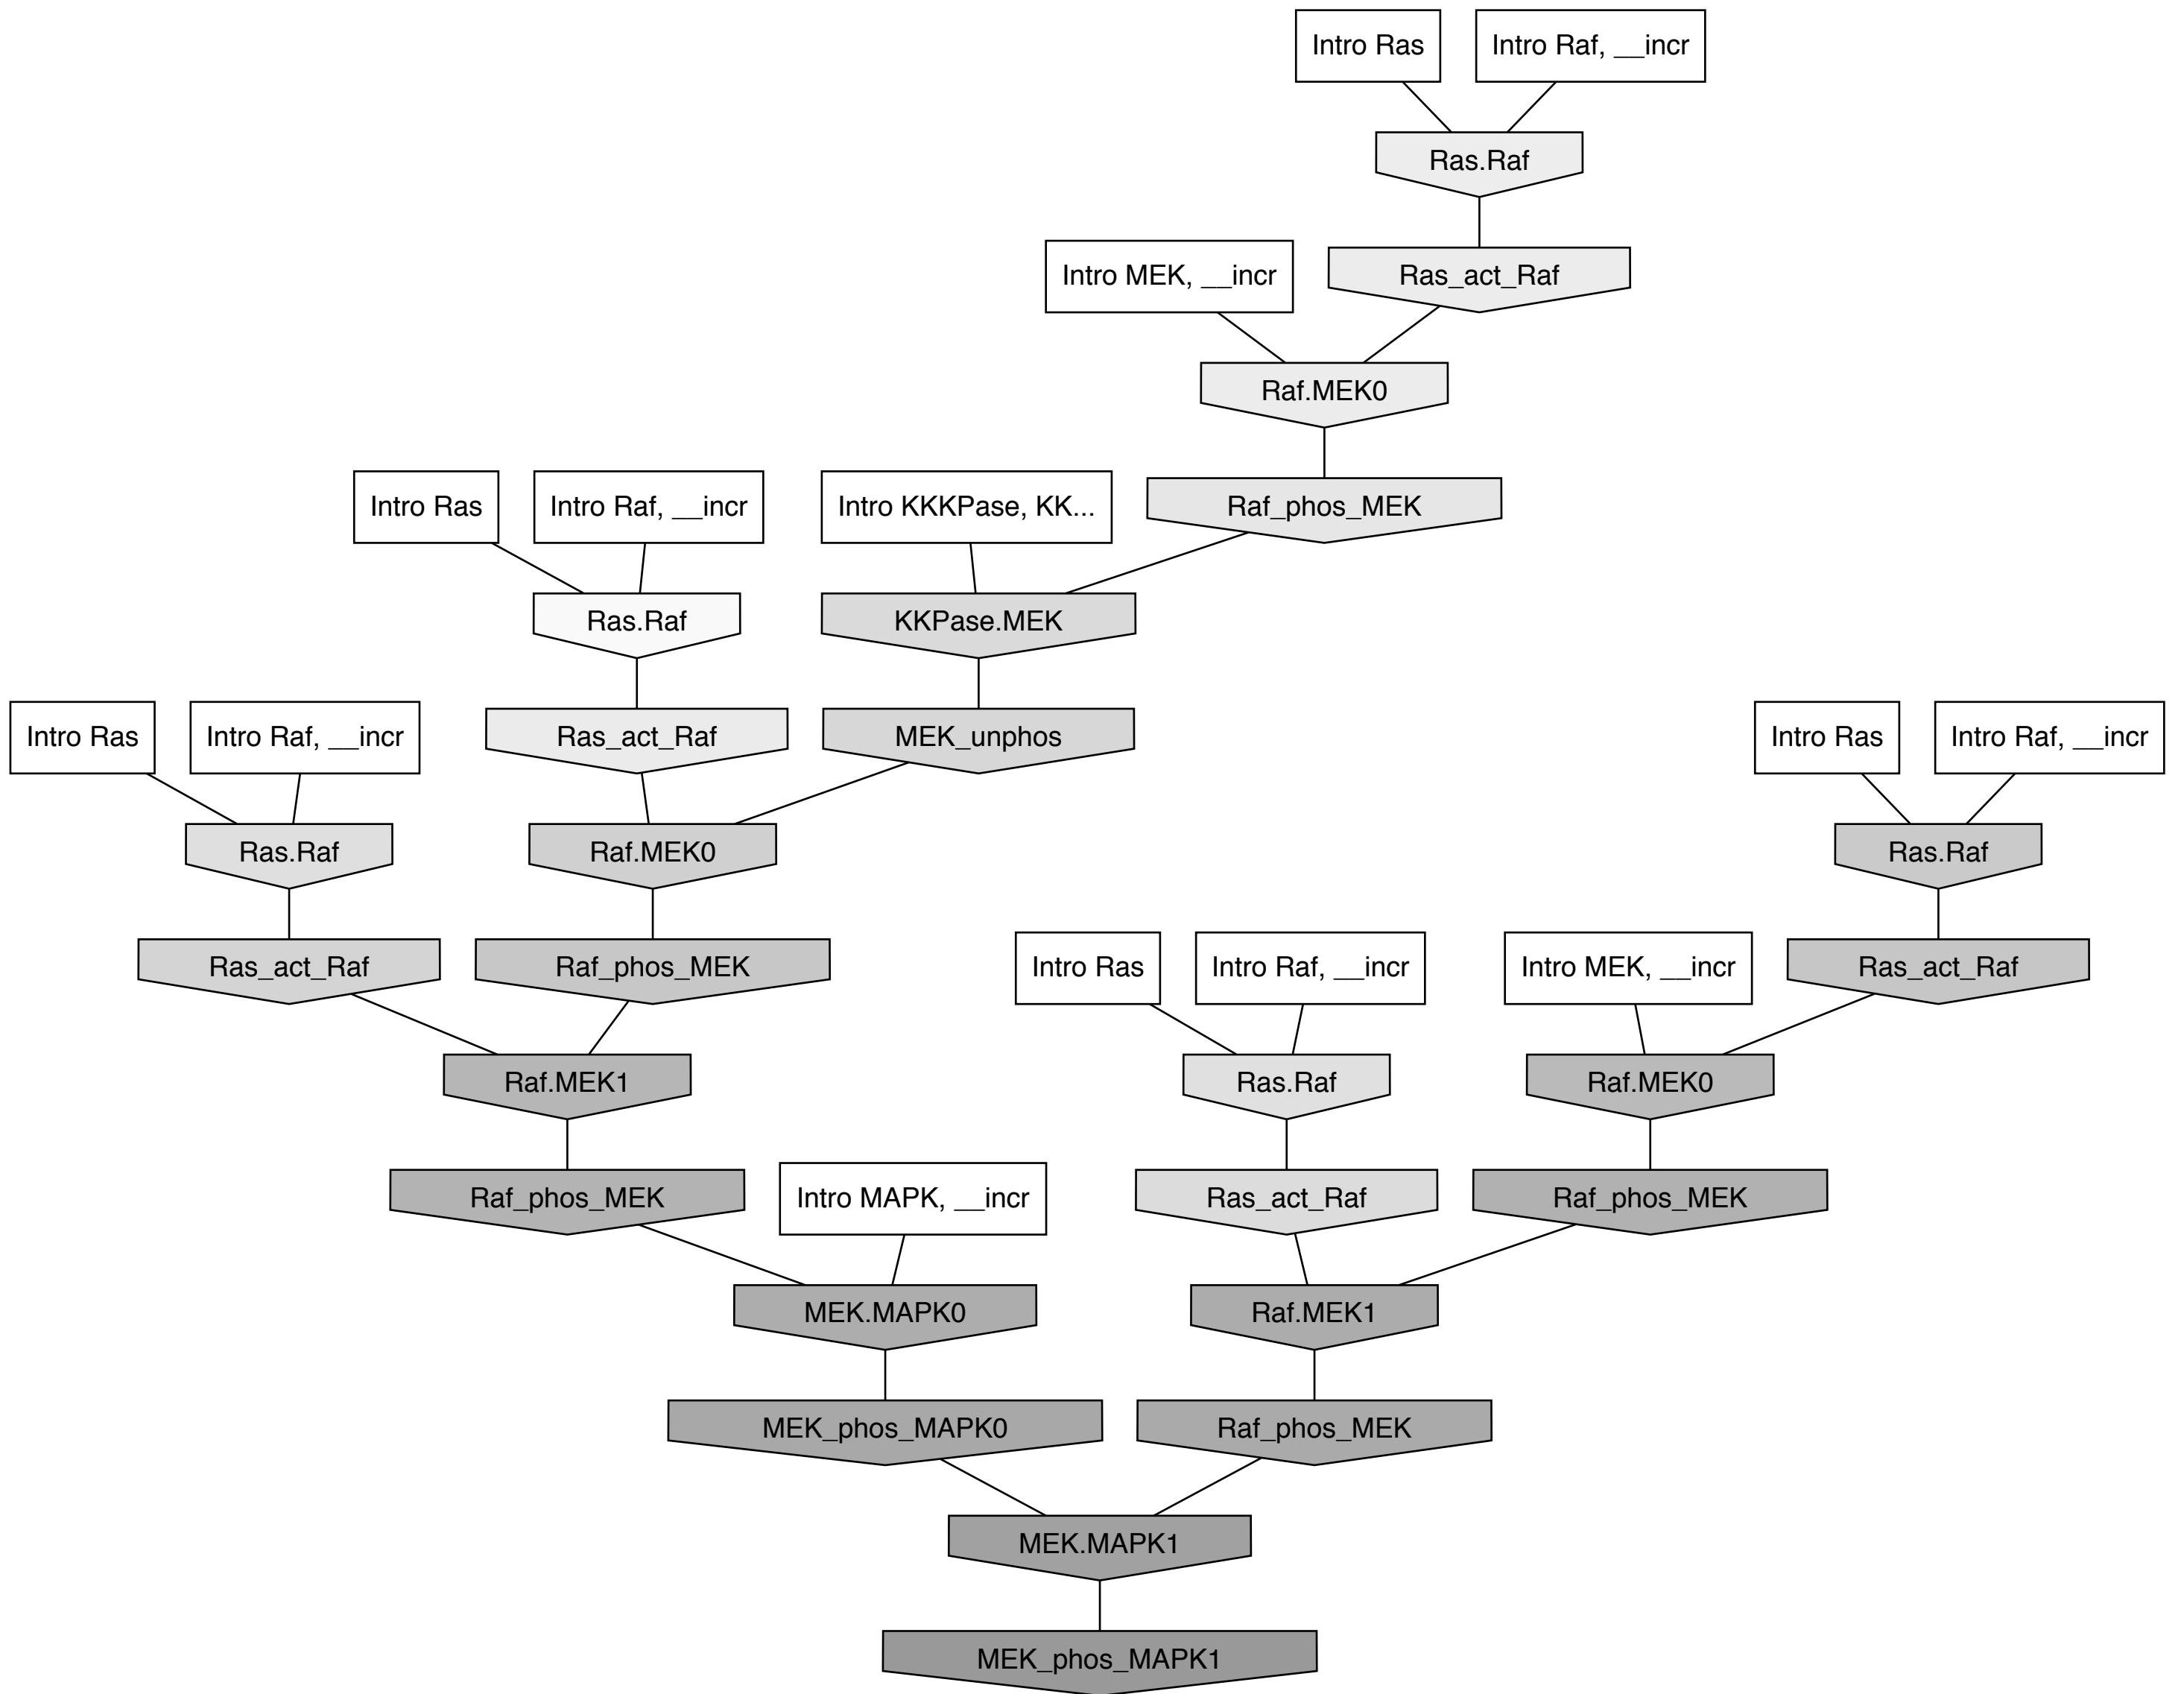 Intro Ras
Intro Raf, __incr
Ras.Raf
Intro MEK, __incr
Ras_act_Raf
Raf.MEK0
Intro Ras
Intro Raf, __incr
Intro KKKPase, KK...
Raf_phos_MEK
Ras.Raf
KKPase.MEK
Intro Ras
Intro Raf, __incr
Ras_act_Raf
MEK_unphos
Intro Ras
Intro Raf, __incr
Ras.Raf
Raf.MEK0
Ras.Raf
Ras_act_Raf
Raf_phos_MEK
Intro Ras
Intro Raf, __incr
Intro MEK, __incr
Ras_act_Raf
Raf.MEK1
Ras.Raf
Raf.MEK0
Raf_phos_MEK
Intro MAPK, __incr
Ras_act_Raf
Raf_phos_MEK
MEK.MAPK0
Raf.MEK1
MEK_phos_MAPK0
Raf_phos_MEK
MEK.MAPK1
MEK_phos_MAPK1